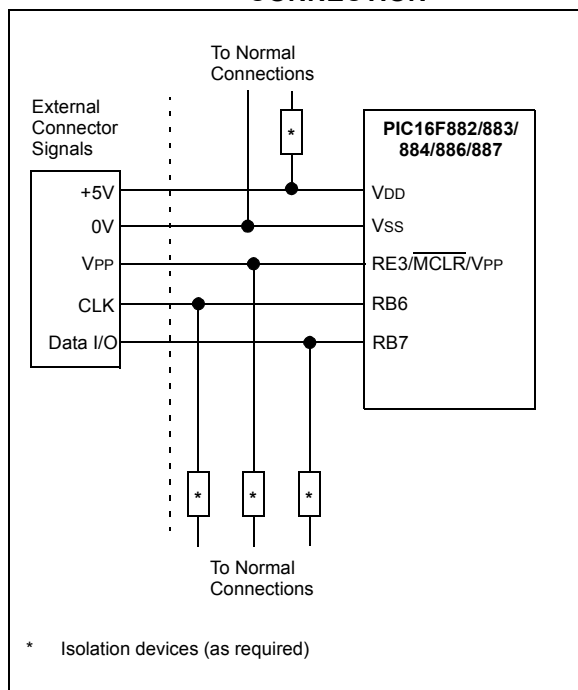 CONNECTION
To Normal
Connections
External
Connector
Signals
*
PIC16F882/883/
884/886/887
+5V
VDD
0V
VSS
VPP
RE3/MCLR/VPP
CLK
RB6
Data I/O
RB7
* * *
To Normal
Connections
* Isolation devices (as required)